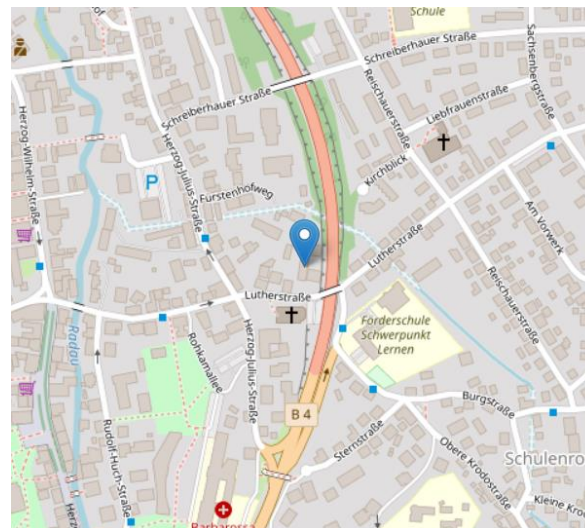 Schule
Schreiberhauer Straße
Sachsenbergstraße
Herzog-Wilhelm-Straße
Schreiberhauer Straße
Reischauerstraße
Liebfrauenstraße
Herzog-Julius-Straße
P
Kirchblick
Fürstenhofweg
Am Vorwerk
Lutherstraße
Reischauerstraße
Lutherstraße
Radau
Förderschule
Schwerpunkt
Lernen
Rohkamallee
Herzog-Julius-Straße
B 4
Burgstraße
Rudolf-Huch-Straße
Sternstraße
Obere Krodostraße
Schulenro
Kleine Kro
Barbarossa